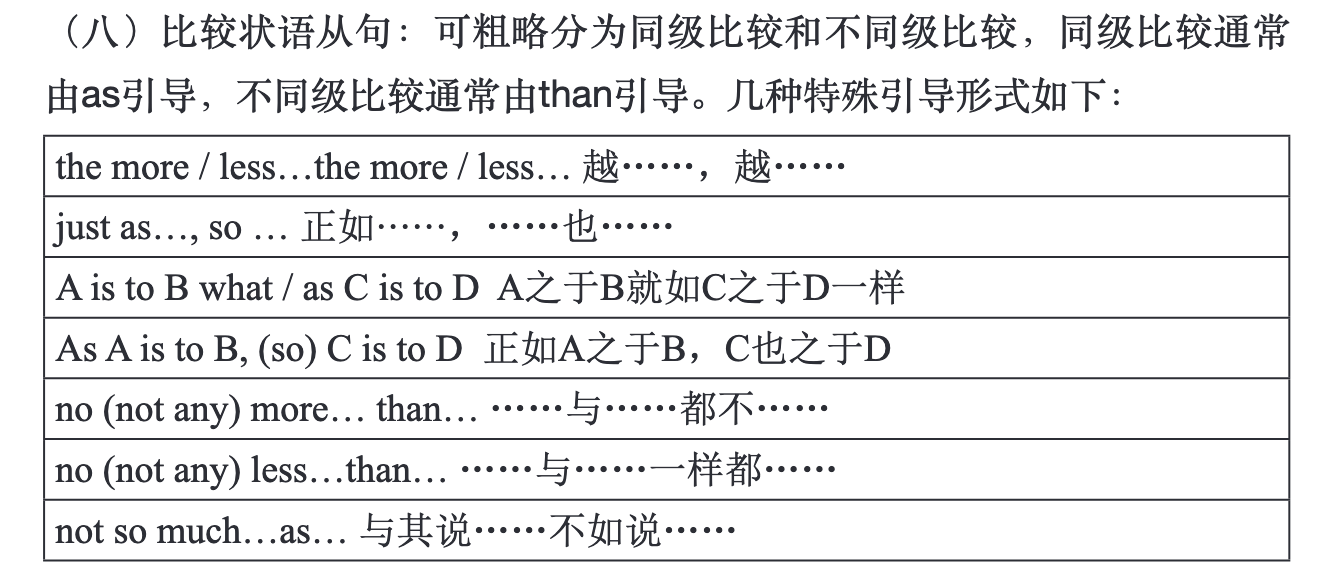 （八）比较状语从句：可粗略分为同级比较和不同级比较，同级比较通常
由as引导，不同级比较通常由than引导。几种特殊引导形式如下：
the more / less…the more / less… 越……，越……
just as…, so … 正如……，……也……
A is to B what / as C is to D A之于B就如C之于D一样
As A is to B, (so) C is to D 正如A之于B，C也之于D
no (not any) more… than… ……与……都不……
no (not any) less…than… ……与……一样都……
not so much…as… 与其说……不如说……